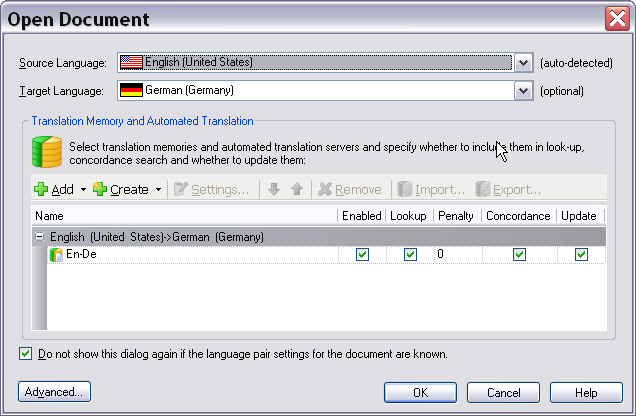 Open Document
Source Language: English (United States) (auto-detected)
Target Language: German (Germany) (optional)
Translation Memory and Automated Translation
Select translation memories and automated translation servers and specify whether to include them in look-up,
concordance search and whether to update them:
Add Create Settings... Remove Import... Export...
Name Enabled Lookup Penalty Concordance Update
English (United States)->German (Germany)
En-De 0
Do not show this dialog again if the language pair settings for the document are known.
Advanced... OK Cancel Help